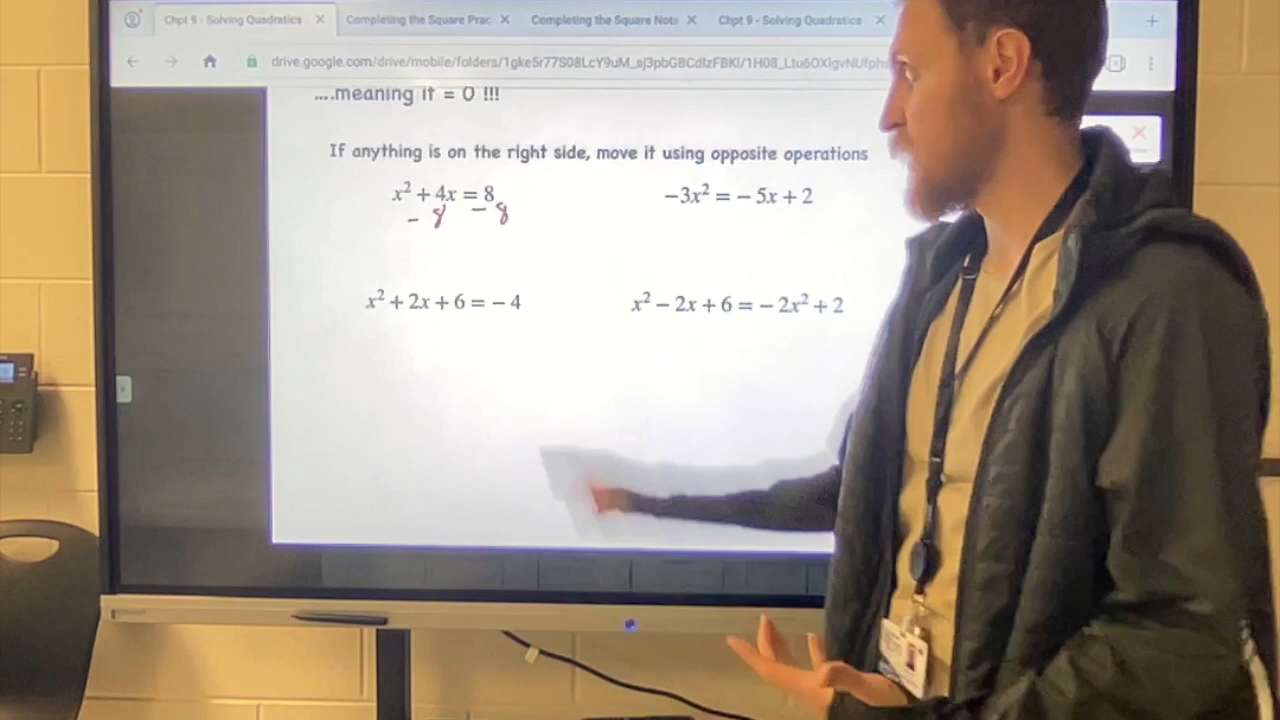 Chpt 9 - Solving Quadratics × Completing the Square Prac × Completing the Square Note × Chpt 9 - Solving Quadratics × +
....meaning it = 0 !!!
If anything is on the right side, move it using opposite operations
x² + 4x = 8
−3x² = − 5x + 2
− 8 − 8
x² + 2x + 6 = − 4
x² − 2x + 6 = − 2x² + 2